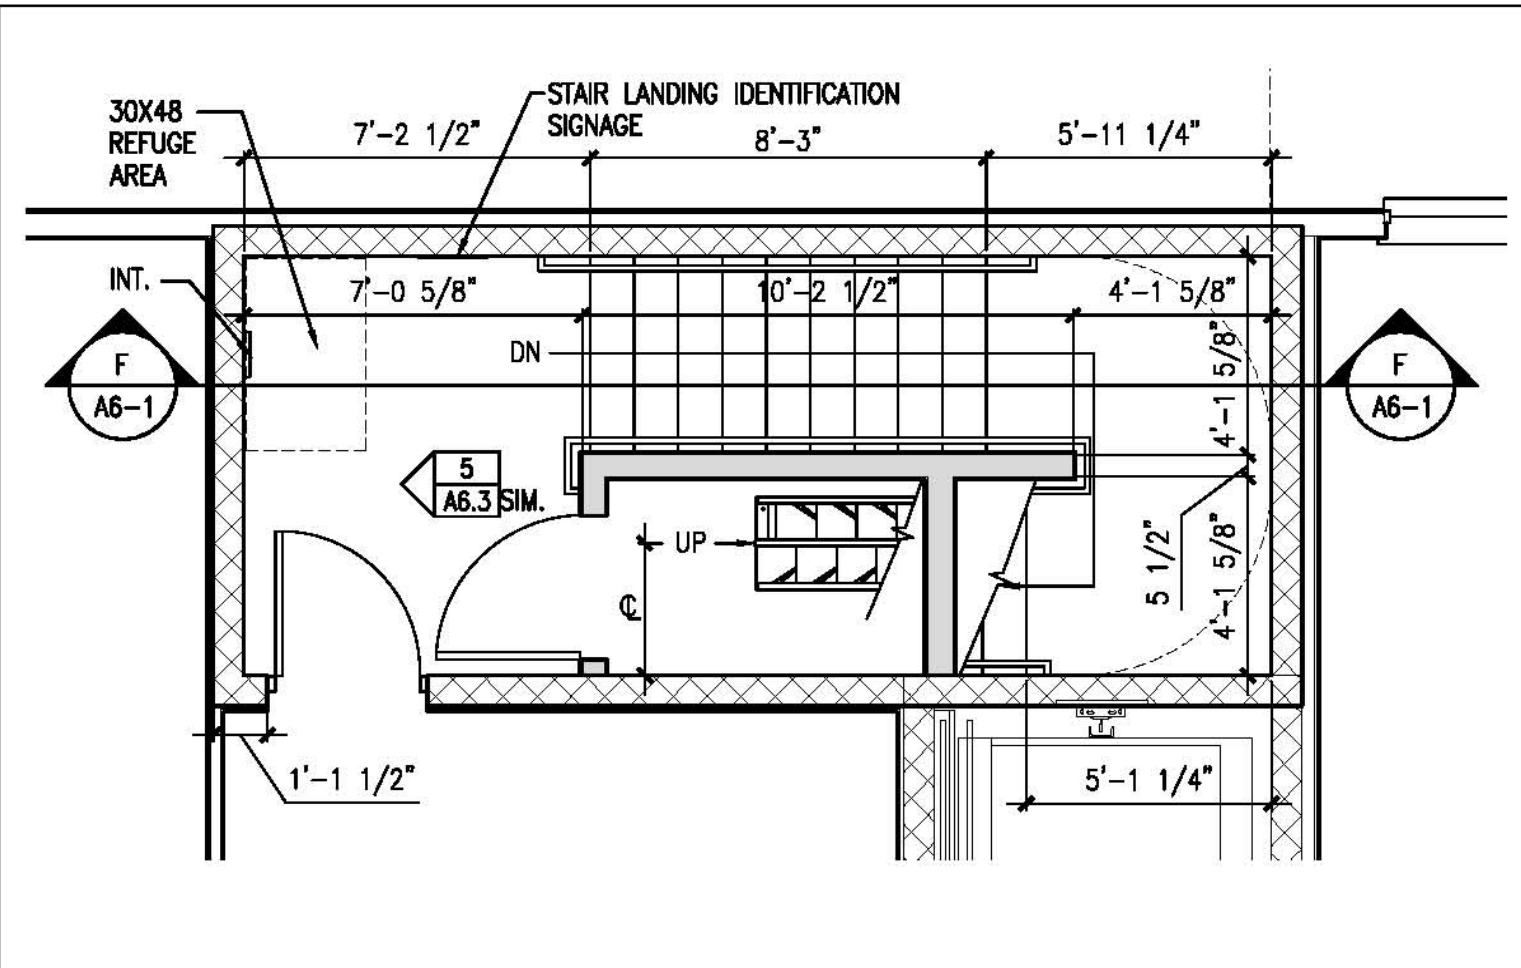 30X48
REFUGE
AREA
STAIR LANDING IDENTIFICATION
SIGNAGE
7'-2 1/2"
8'-3"
5'-11 1/4"
INT.
7'-0 5/8"
10'-2 1/2"
4'-1 5/8"
DN
4'-1 5/8"
F
A6-1
F
A6-1
5
A6.3
SIM.
UP
℄
5 1/2"
4'-1 5/8"
1'-1 1/2"
5'-1 1/4"